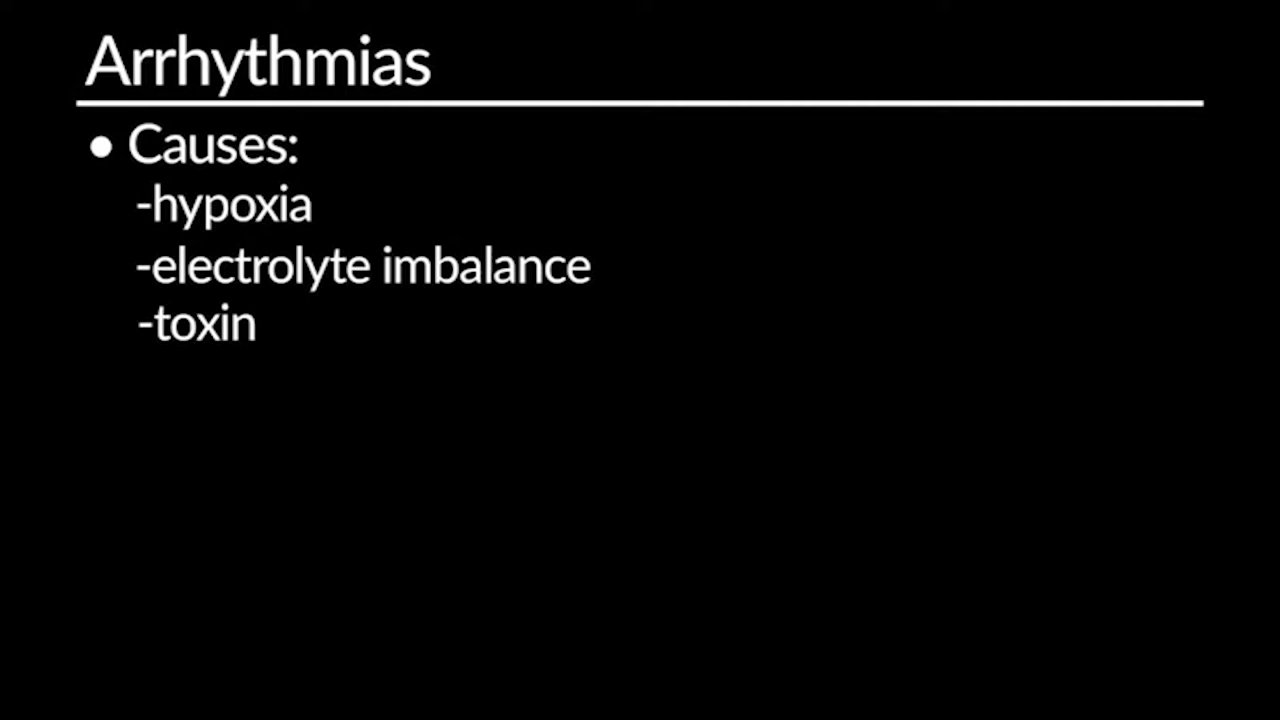 Arrhythmias
● Causes:
-hypoxia
-electrolyte imbalance
-toxin